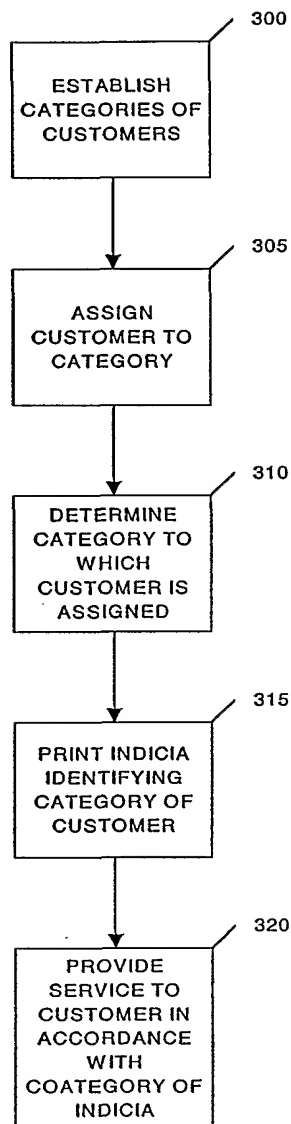 300
ESTABLISH
CATEGORIES OF
CUSTOMERS
305
ASSIGN
CUSTOMER TO
CATEGORY
310
DETERMINE
CATEGORY TO
WHICH
CUSTOMER IS
ASSIGNED
315
PRINT INDICIA
IDENTIFYING
CATEGORY OF
CUSTOMER
320
PROVIDE
SERVICE TO
CUSTOMER IN
ACCORDANCE
WITH
COATEGORY OF
INDICIA